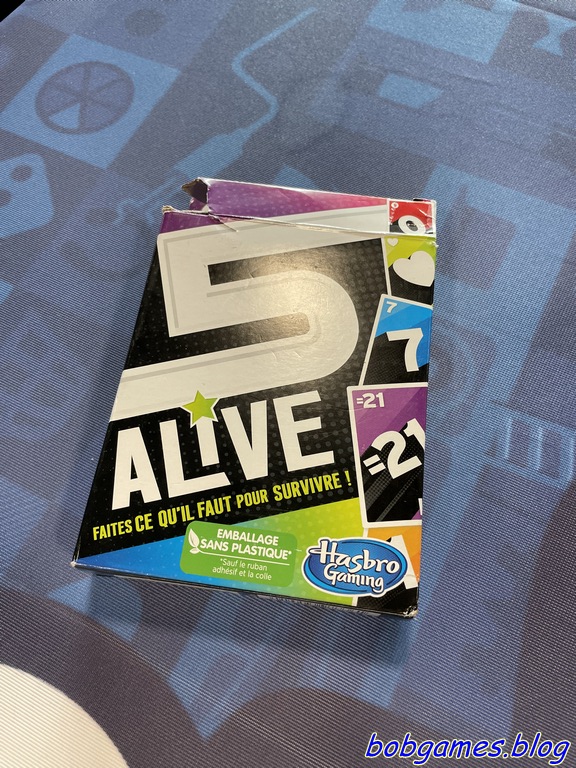 5
ALIVE
FAITES CE QU'IL FAUT POUR SURVIVRE !
EMBALLAGE
SANS PLASTIQUE*
*Sauf le ruban
adhésif et la colle
Hasbro
Gaming
0
7
7
=21
=21
bobgames.blog